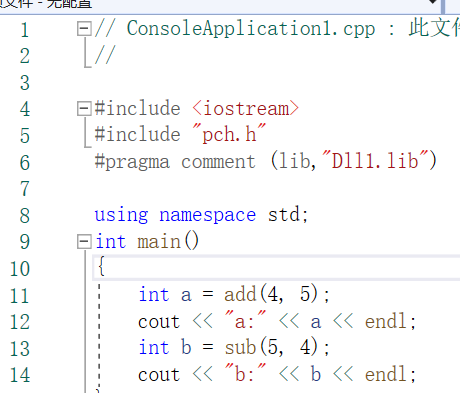 文件 - 无配置
1 // ConsoleApplication1.cpp : 此文件
2 //
3
4 #include <iostream>
5 #include "pch.h"
6 #pragma comment (lib,"Dll1.lib")
7
8 using namespace std;
9 int main()
10 {
11 int a = add(4, 5);
12 cout << "a:" << a << endl;
13 int b = sub(5, 4);
14 cout << "b:" << b << endl;